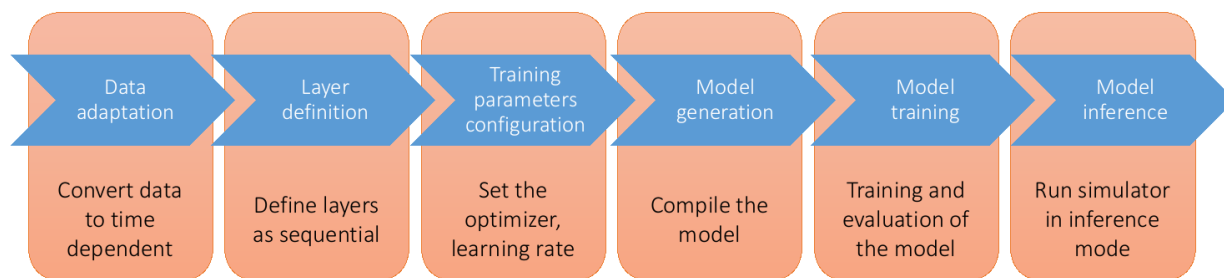 Data
adaptation
Layer
definition
Training
parameters
configuration
Model
generation
Model
training
Model
inference
Convert data
to time
dependent
Define layers
as sequential
Set the
optimizer,
learning rate
Compile the
model
Training and
evaluation of
the model
Run simulator
in inference
mode